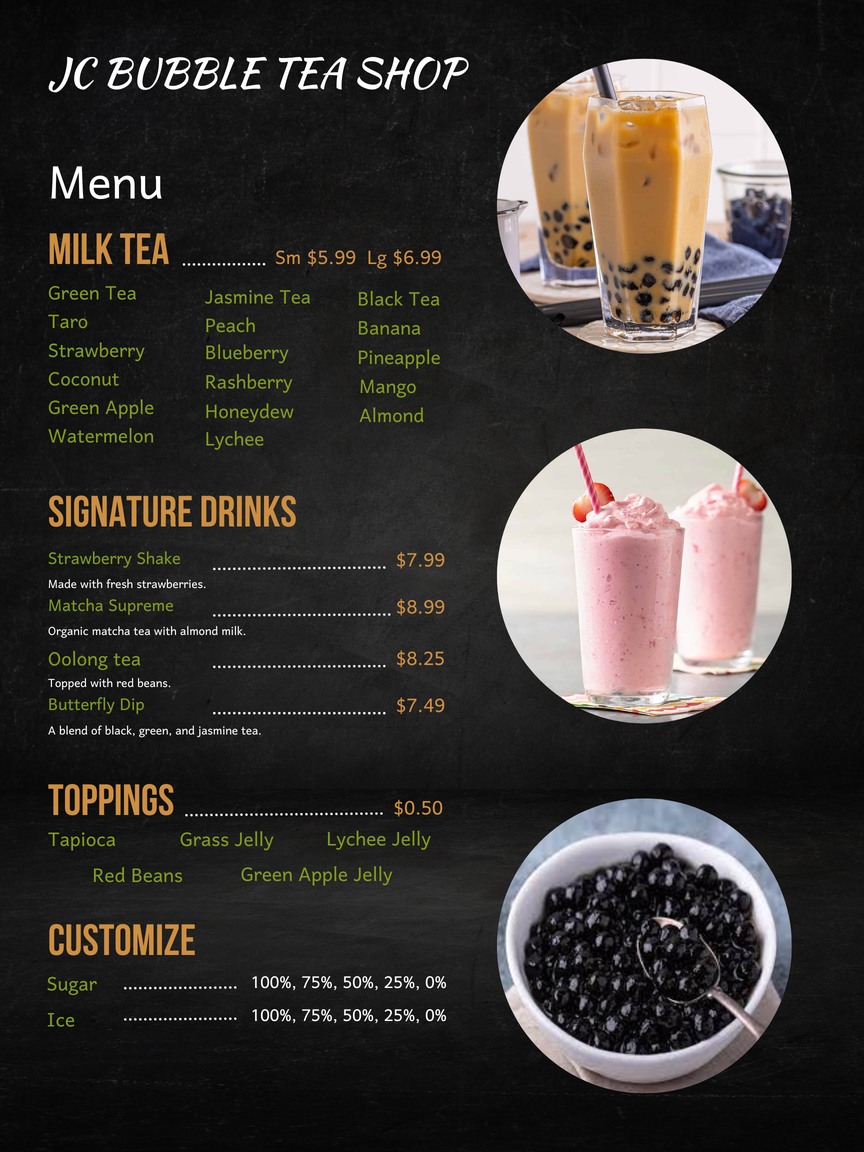 JC BUBBLE TEA SHOP
Menu
MILK TEA ................ Sm $5.99 Lg $6.99
Green Tea
Taro
Strawberry
Coconut
Green Apple
Watermelon
Jasmine Tea
Peach
Blueberry
Rashberry
Honeydew
Lychee
Black Tea
Banana
Pineapple
Mango
Almond
SIGNATURE DRINKS
Strawberry Shake ................................. $7.99
Made with fresh strawberries.
Matcha Supreme ................................. $8.99
Organic matcha tea with almond milk.
Oolong tea ................................. $8.25
Topped with red beans.
Butterfly Dip ................................. $7.49
A blend of black, green, and jasmine tea.
TOPPINGS ...................................... $0.50
Tapioca Grass Jelly Lychee Jelly
Red Beans Green Apple Jelly
CUSTOMIZE
Sugar ...................... 100%, 75%, 50%, 25%, 0%
Ice ...................... 100%, 75%, 50%, 25%, 0%